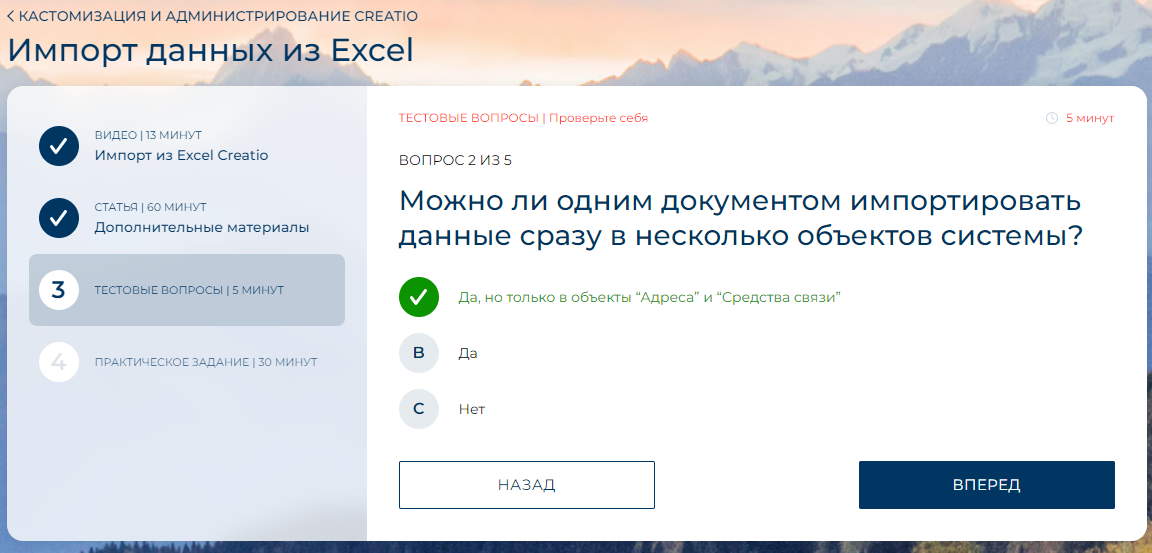 КАСТОМИЗАЦИЯ И АДМИНИСТРИРОВАНИЕ CREATIO
Импорт данных из Excel
ВИДЕО | 13 МИНУТ
Импорт из Excel Creatio
СТАТЬЯ | 60 МИНУТ
Дополнительные материалы
3
ТЕСТОВЫЕ ВОПРОСЫ | 5 МИНУТ
4
ПРАКТИЧЕСКОЕ ЗАДАНИЕ | 30 МИНУТ
ТЕСТОВЫЕ ВОПРОСЫ | Проверьте себя
5 минут
ВОПРОС 2 ИЗ 5
Можно ли одним документом импортировать
данные сразу в несколько объектов системы?
Да, но только в объекты “Адреса” и “Средства связи”
B Да
C Нет
НАЗАД
ВПЕРЕД